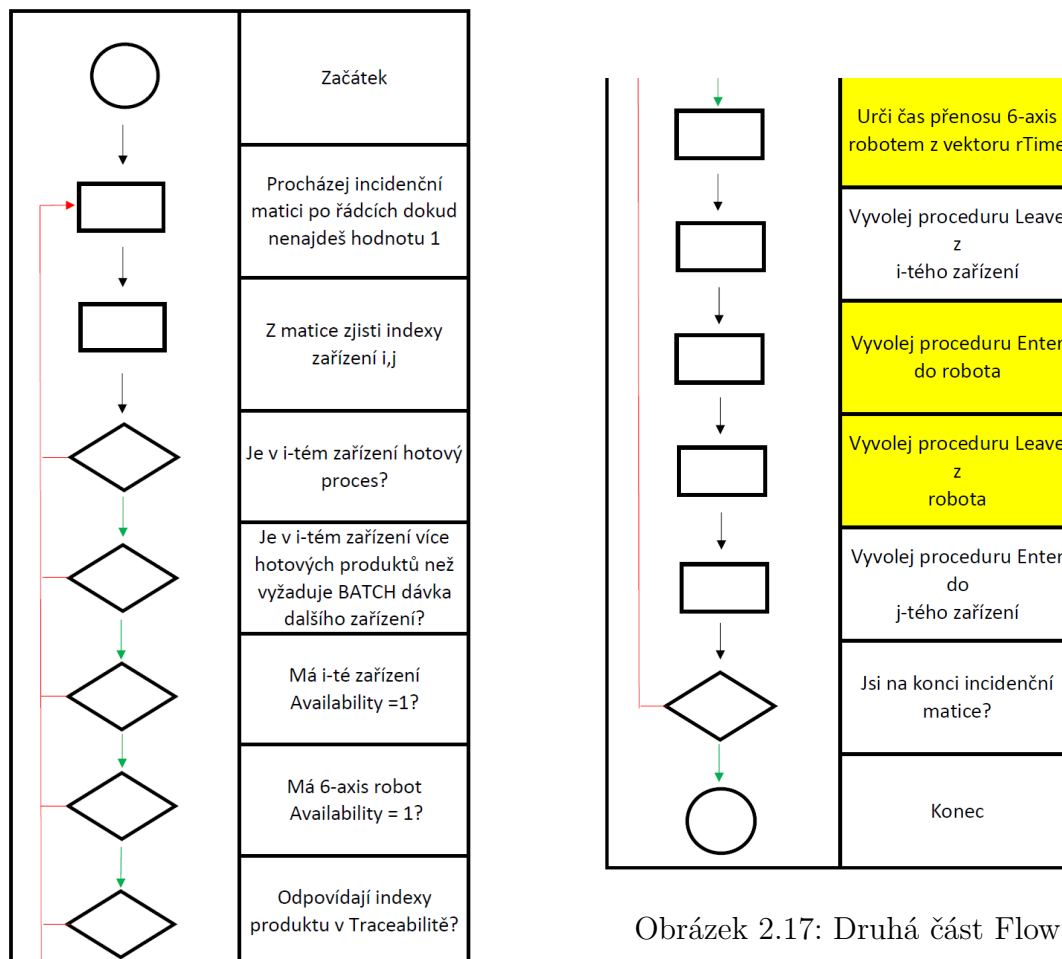 Začátek
Procházej incidenční
matici po řádcích dokud
nenajdeš hodnotu 1
Z matice zjisti indexy
zařízení i,j
Je v i-tém zařízení hotový
proces?
Je v i-tém zařízení více
hotových produktů než
vyžaduje BATCH dávka
dalšího zařízení?
Má i-té zařízení
Availability =1?
Má 6-axis robot
Availability = 1?
Odpovídají indexy
produktu v Traceabilitě?
Urči čas přenosu 6-axis
robotem z vektoru rTime
Vyvolej proceduru Leave
z
i-tého zařízení
Vyvolej proceduru Enter
do robota
Vyvolej proceduru Leave
z
robota
Vyvolej proceduru Enter
do
j-tého zařízení
Jsi na konci incidenční
matice?
Konec
Obrázek 2.17: Druhá část Flow